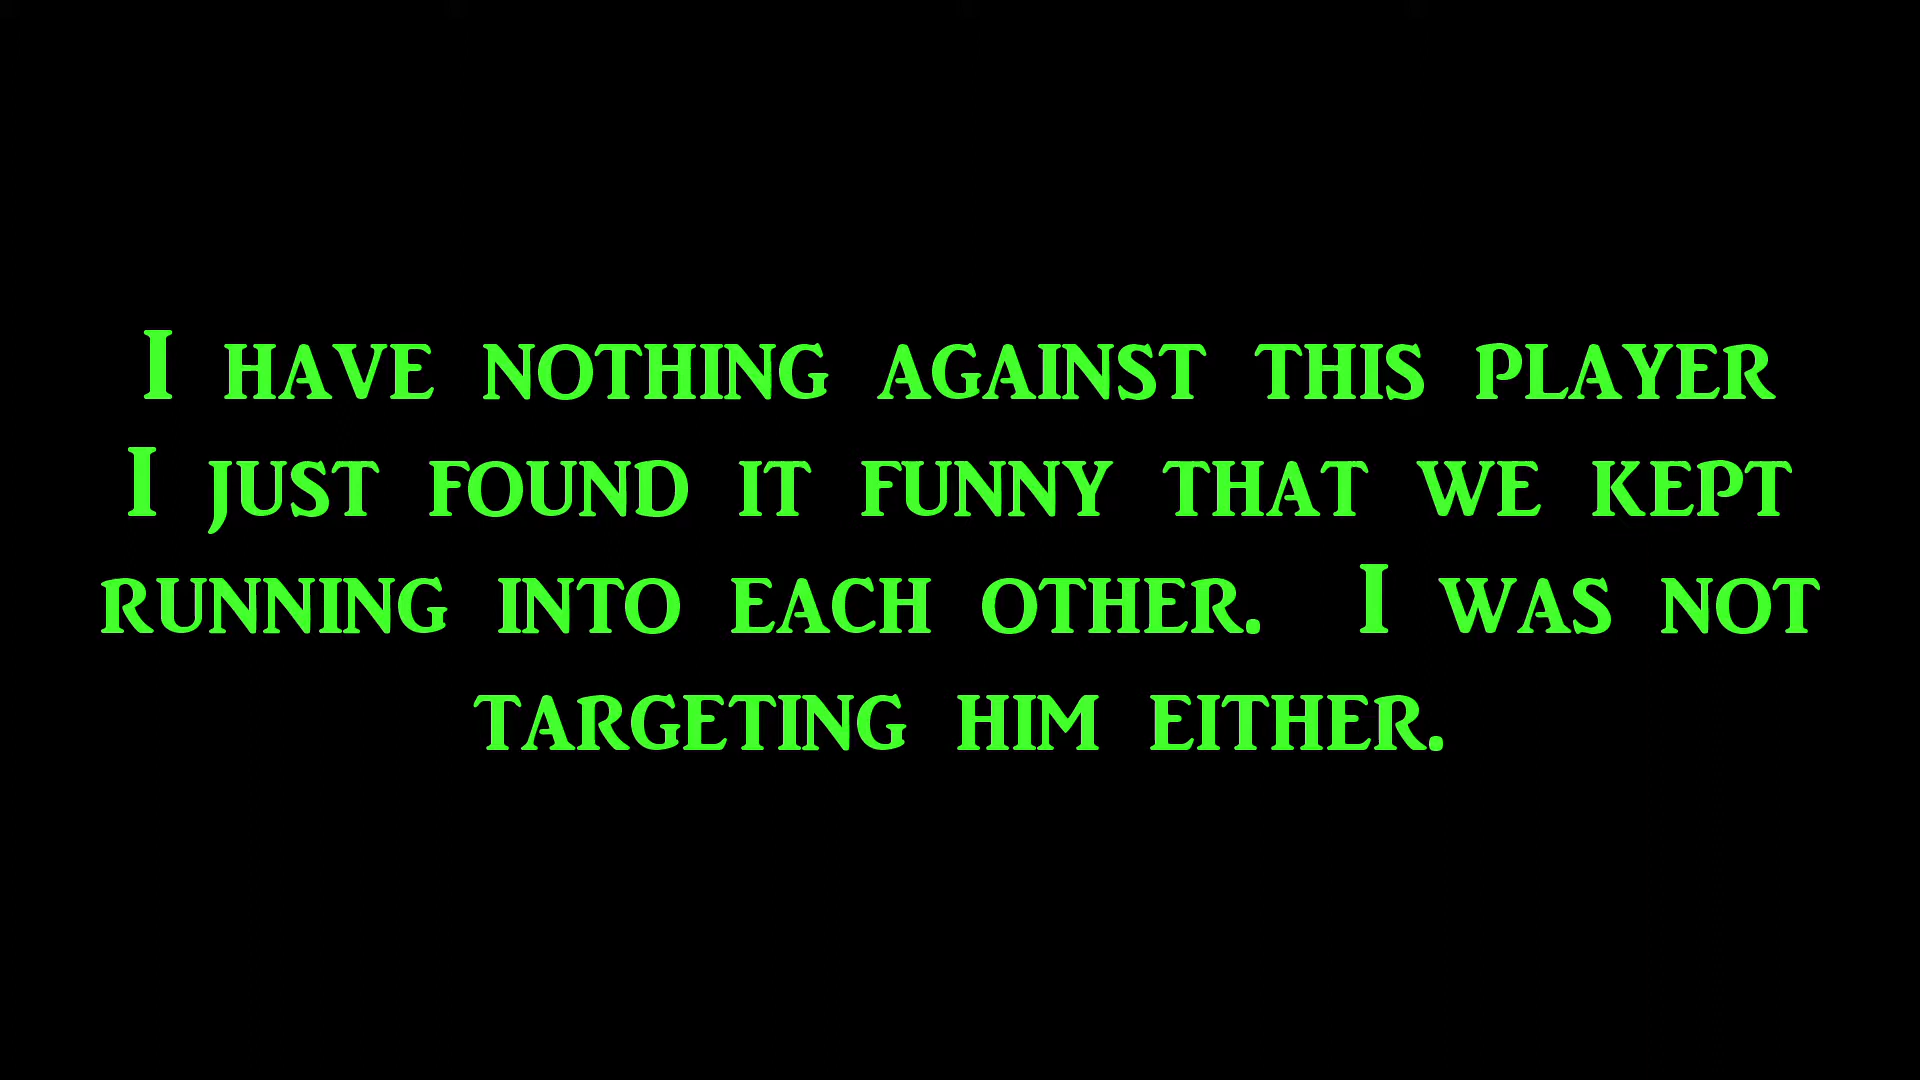 I have nothing against this player
I just found it funny that we kept
running into each other.  I was not
targeting him either.